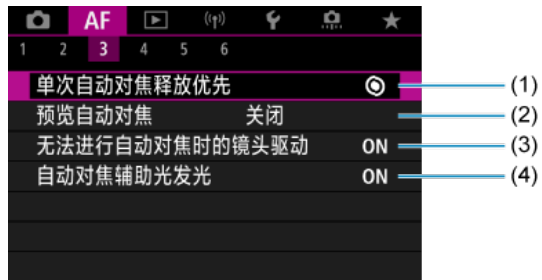 AF
1 2 3 4 5 6
单次自动对焦释放优先 (1)
预览自动对焦 关闭 (2)
无法进行自动对焦时的镜头驱动 ON (3)
自动对焦辅助光发光 ON (4)